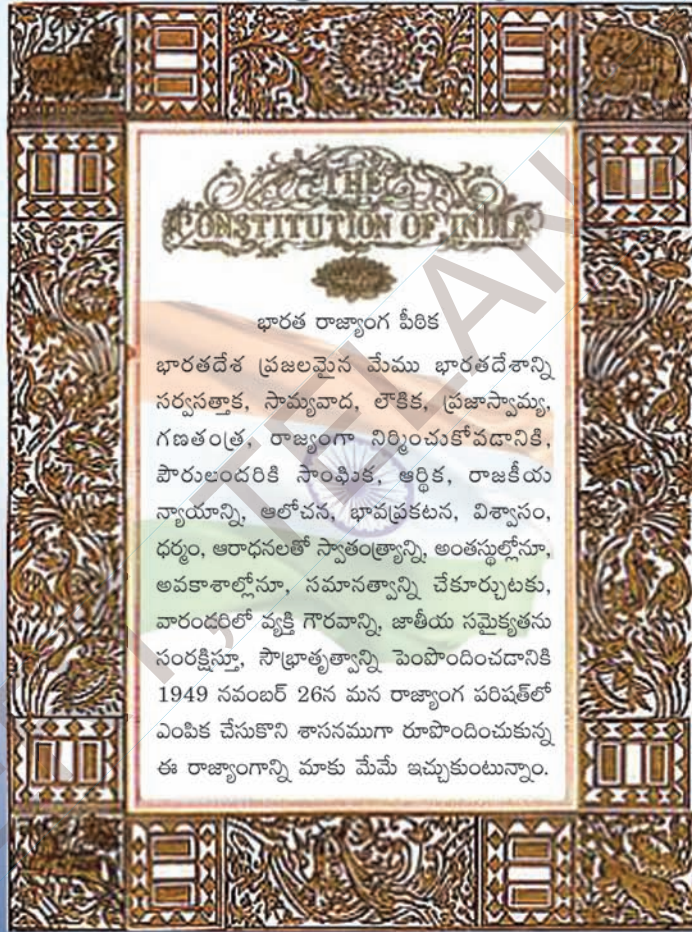 THE
CONSTITUTION OF INDIA
భారత రాజ్యాంగ పీఠిక
భారతదేశ ప్రజలమైన మేము భారతదేశాన్ని
సర్వసత్తాక, సామ్యవాద, లౌకిక, ప్రజాస్వామ్య,
గణతంత్ర, రాజ్యంగా నిర్మించుకోవడానికి,
పౌరులందరికి సాంఘిక, ఆర్థిక, రాజకీయ
న్యాయాన్ని, ఆలోచన, భావప్రకటన, విశ్వాసం,
ధర్మం, ఆరాధనలతో స్వాతంత్ర్యాన్ని, అంతస్థుల్లోనూ,
అవకాశాల్లోనూ, సమానత్వాన్ని చేకూర్చుటకు,
వారందరిలో వ్యక్తి గౌరవాన్ని, జాతీయ సమైక్యతను
సంరక్షిస్తూ, సౌభ్రాతృత్వాన్ని పెంపొందించడానికి
1949 నవంబర్ 26న మన రాజ్యాంగ పరిషత్‌లో
ఎంపిక చేసుకొని శాసనముగా రూపొందించుకున్న
ఈ రాజ్యాంగాన్ని మాకు మేమే ఇచ్చుకుంటున్నాం.